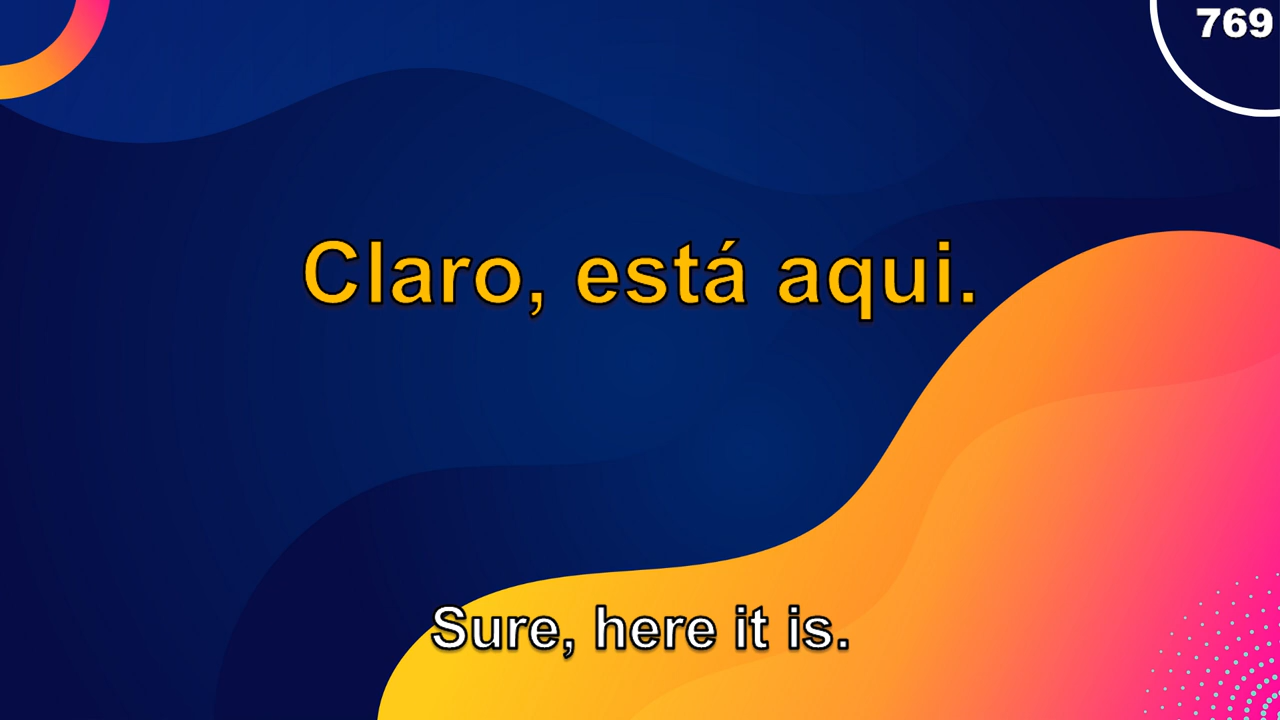 769
Claro, está aqui.
Sure, here it is.